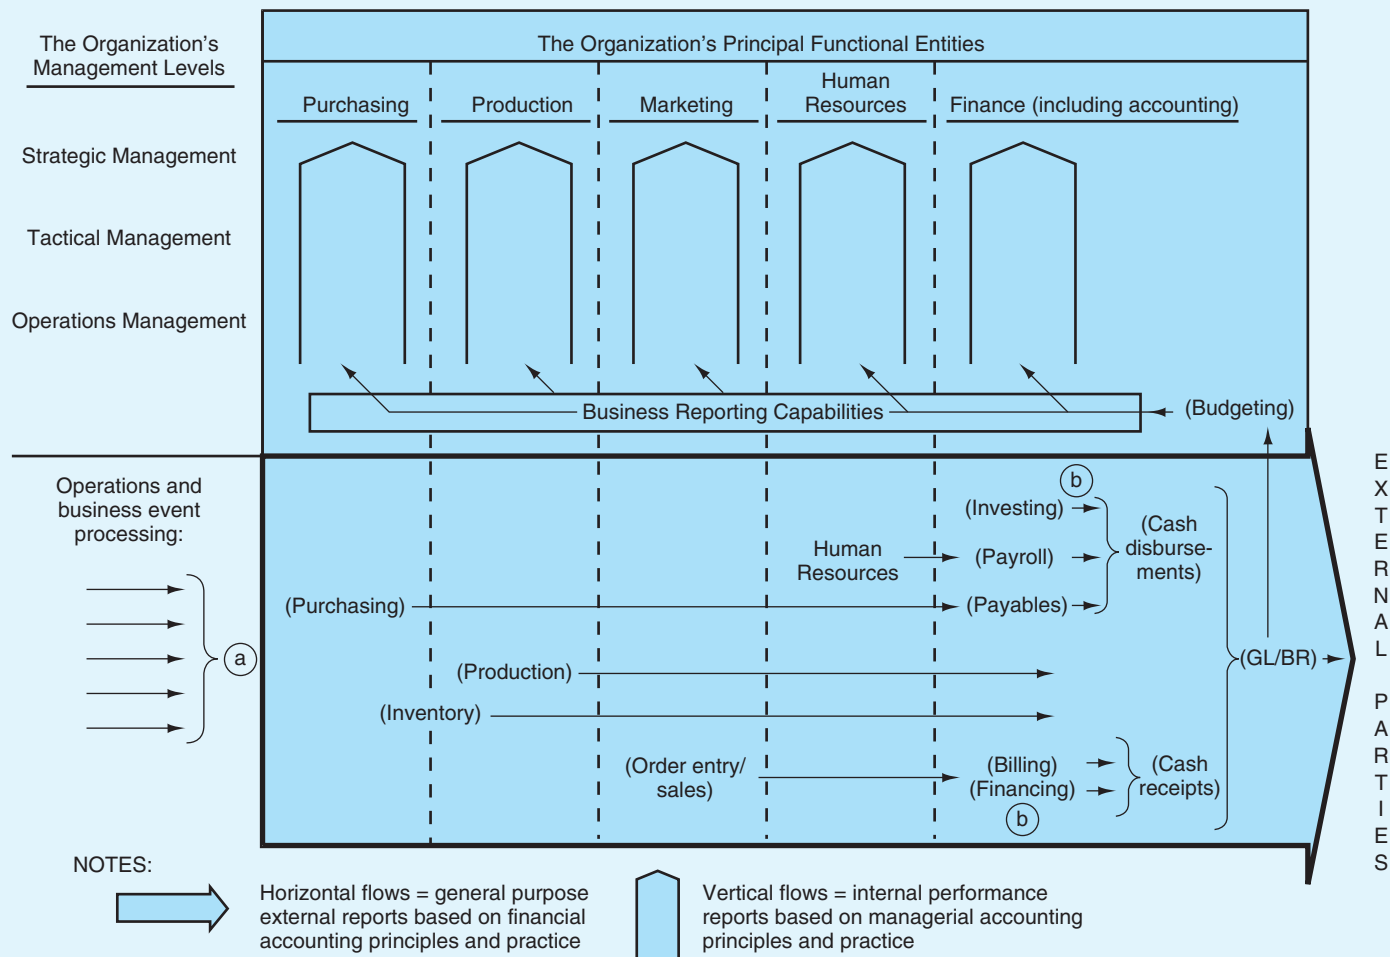 The Organization's
Management Levels
The Organization's Principal Functional Entities
Purchasing
Production
Marketing
Human
Resources
Finance (including accounting)
Strategic Management
Tactical Management
Operations Management
Business Reporting Capabilities
(Budgeting)
Operations and
business event
processing:
a
b
(Investing)
(Cash
disburse-
ments)
Human
Resources
(Payroll)
(Purchasing)
(Payables)
(GL/BR)
(Production)
(Inventory)
(Order entry/
sales)
(Billing)
(Financing)
b
(Cash
receipts)
EXTERNAL PARTIES
NOTES:
Horizontal flows = general purpose
external reports based on financial
accounting principles and practice
Vertical flows = internal performance
reports based on managerial accounting
principles and practice